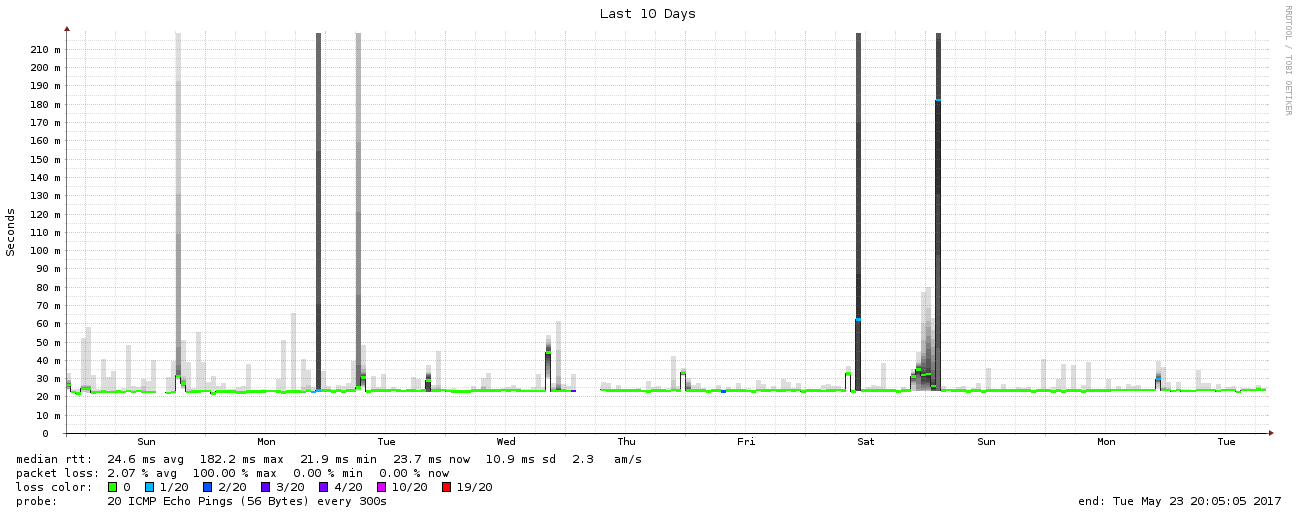 Last 10 Days
RRDTOOL / TOBI OETIKER
Seconds
210 m
200 m
190 m
180 m
170 m
160 m
150 m
140 m
130 m
120 m
110 m
100 m
90 m
80 m
70 m
60 m
50 m
40 m
30 m
20 m
10 m
0
Sun Mon Tue Wed Thu Fri Sat Sun Mon Tue
median rtt: 24.6 ms avg 182.2 ms max 21.9 ms min 23.7 ms now 10.9 ms sd 2.3 am/s
packet loss: 2.07 % avg 100.00 % max 0.00 % min 0.00 % now
loss color: 0 1/20 2/20 3/20 4/20 10/20 19/20
probe: 20 ICMP Echo Pings (56 Bytes) every 300s
end: Tue May 23 20:05:05 2017